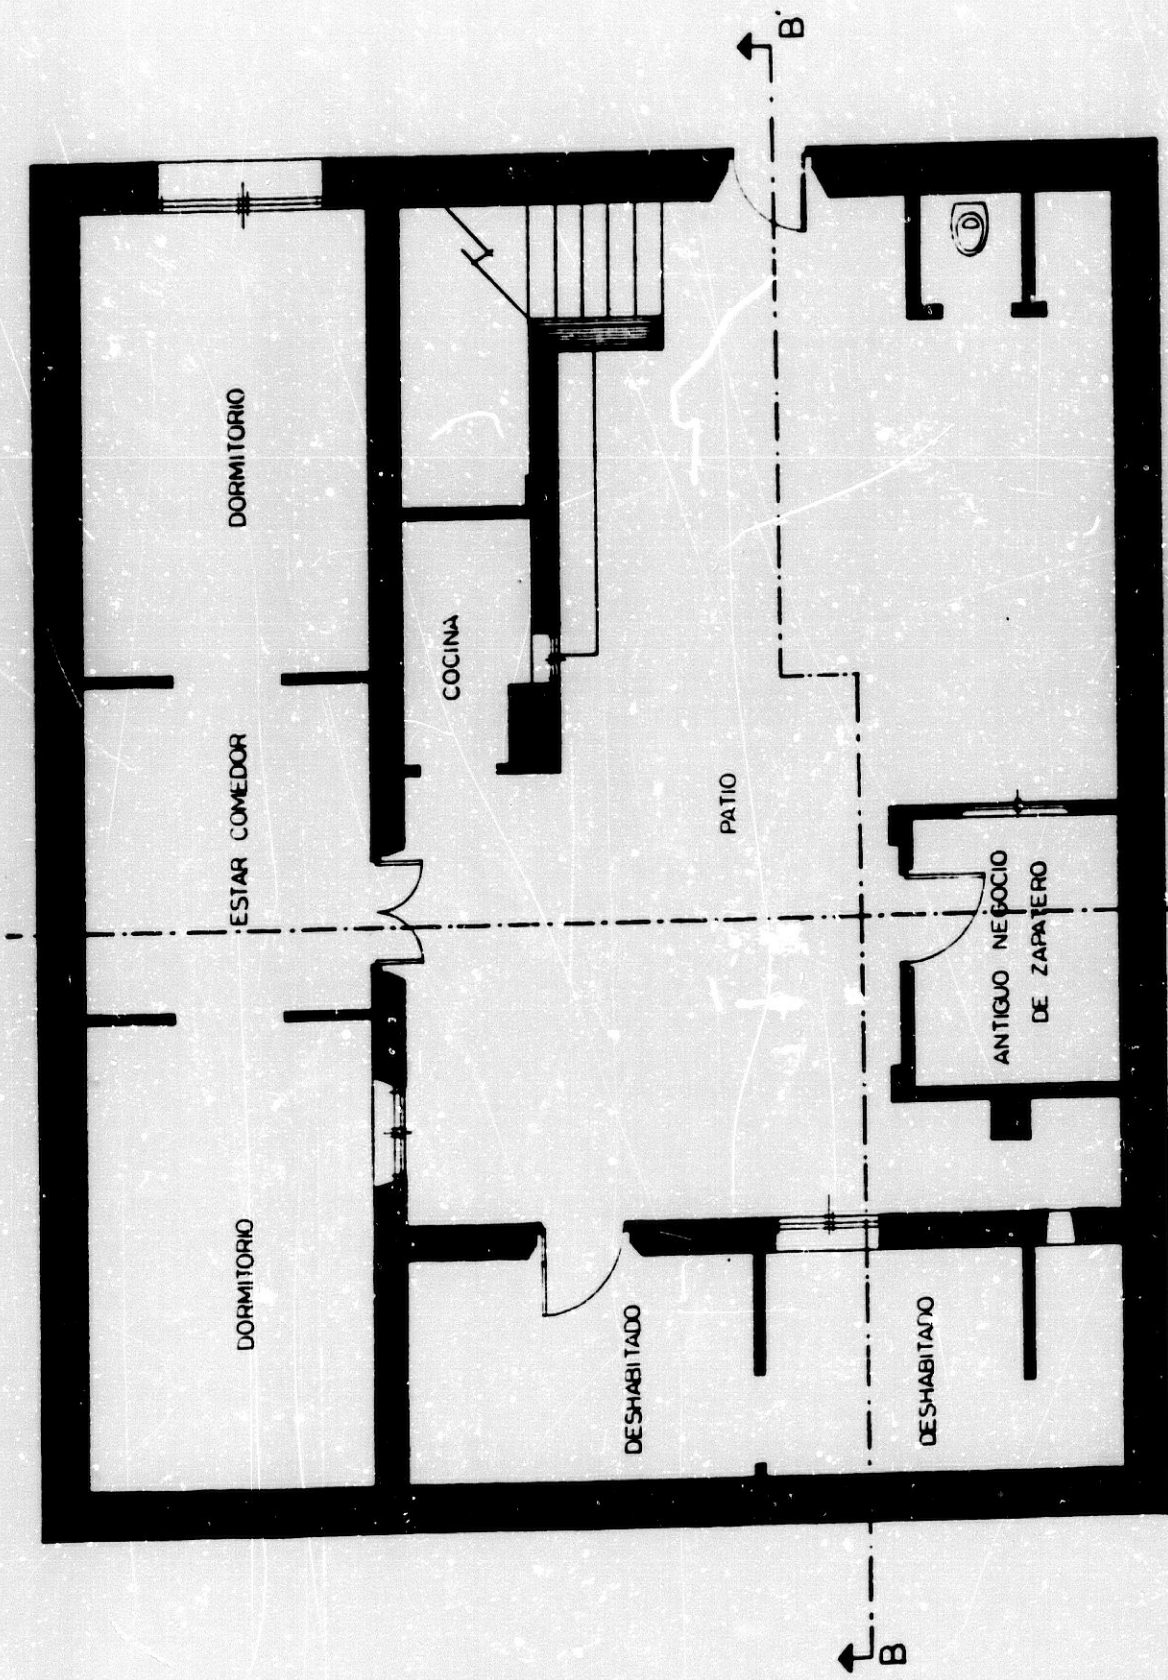 DORMITORIO
ESTAR COMEDOR
DORMITORIO
COCINA
PATIO
DESHABITADO
DESHABITADO
ANTIGUO NEGOCIO
DE ZAPATERO
B
B'